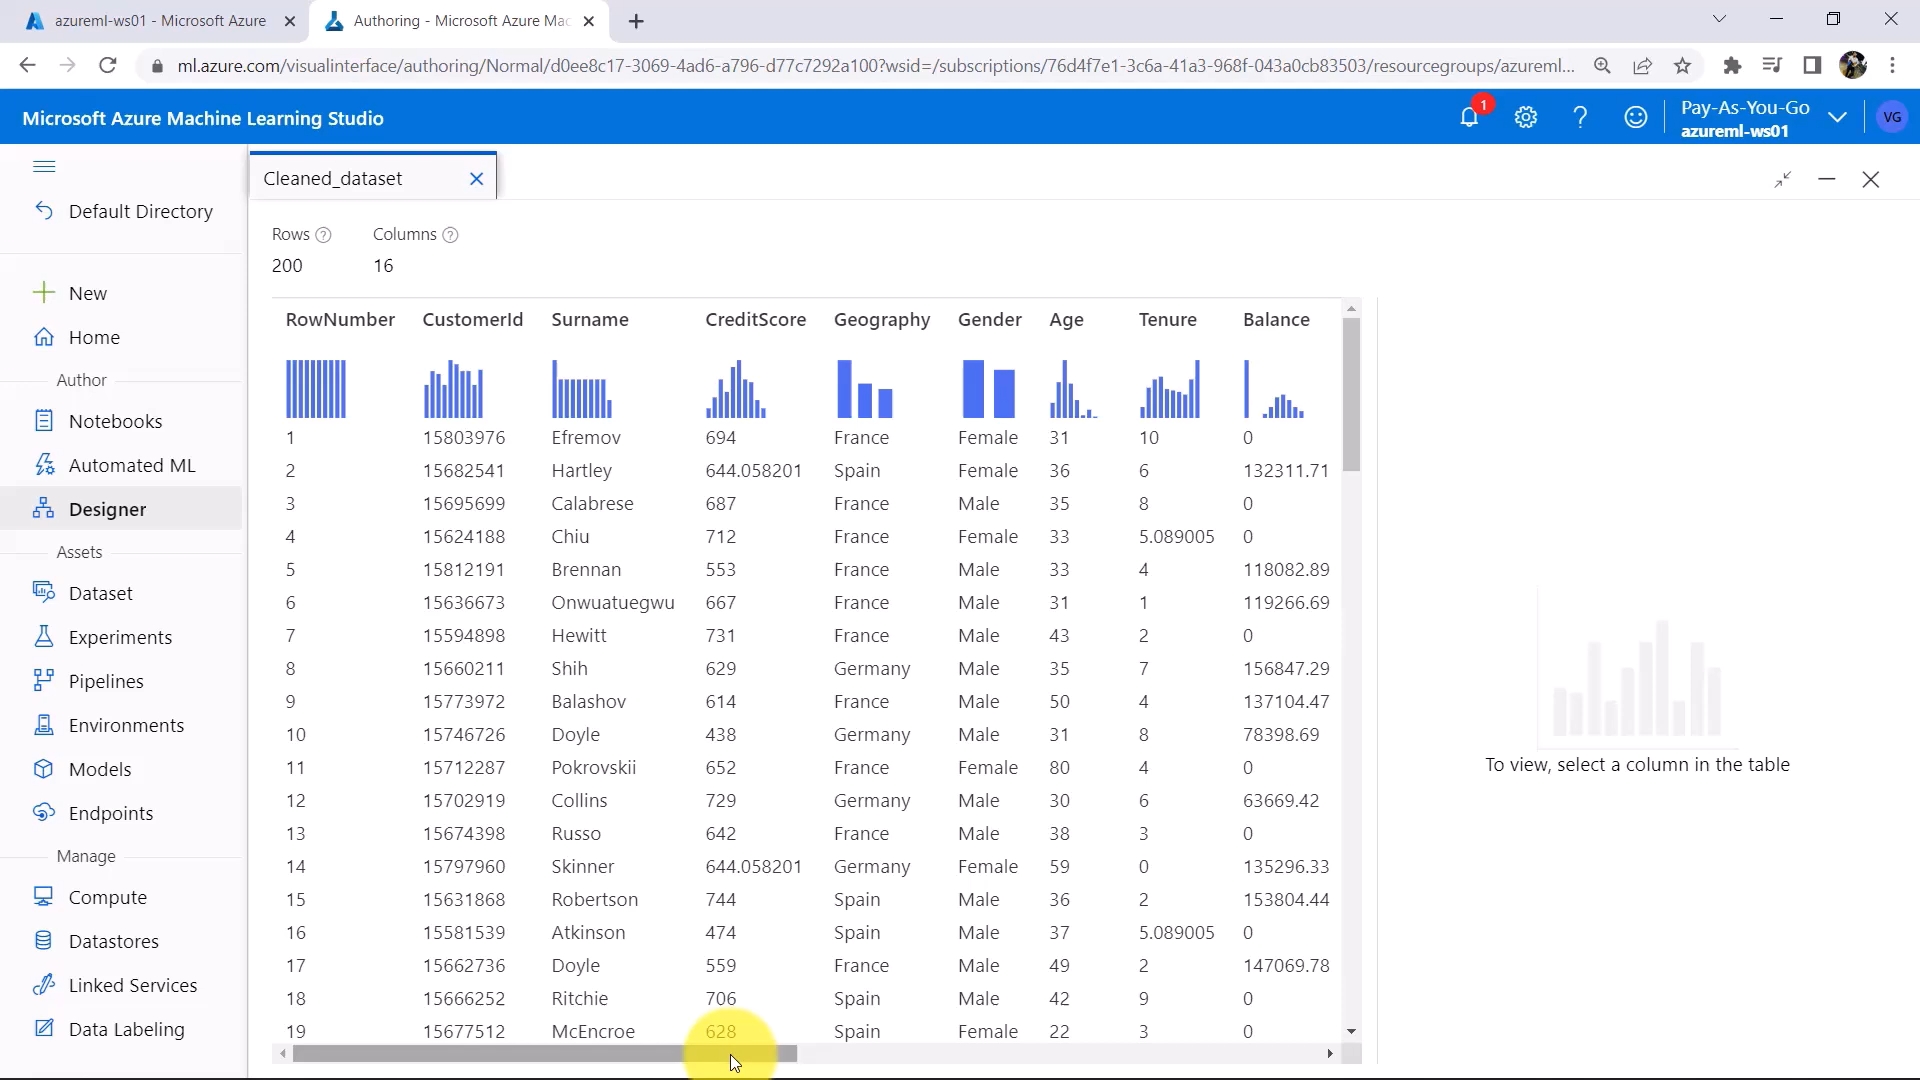 azureml-ws01 - Microsoft Azure
Authoring - Microsoft Azure Mac
ml.azure.com/visualinterface/authoring/Normal/d0ee8c17-3069-4ad6-a796-d77c7292a100?wsid=/subscriptions/76d4f7e1-3c6a-41a3-968f-043a0cb83503/resourcegroups/azureml...
Microsoft Azure Machine Learning Studio
1
?
Pay-As-You-Go
azureml-ws01
VG
Default Directory
New
Home
Author
Notebooks
Automated ML
Designer
Assets
Dataset
Experiments
Pipelines
Environments
Models
Endpoints
Manage
Compute
Datastores
Linked Services
Data Labeling
Cleaned_dataset
Rows ? Columns ?
200 16
RowNumber CustomerId Surname CreditScore Geography Gender Age Tenure Balance
1 15803976 Efremov 694 France Female 31 10 0
2 15682541 Hartley 644.058201 Spain Female 36 6 132311.71
3 15695699 Calabrese 687 France Male 35 8 0
4 15624188 Chiu 712 France Female 33 5.089005 0
5 15812191 Brennan 553 France Male 33 4 118082.89
6 15636673 Onwuatuegwu 667 France Male 31 1 119266.69
7 15594898 Hewitt 731 France Male 43 2 0
8 15660211 Shih 629 Germany Male 35 7 156847.29
9 15773972 Balashov 614 France Male 50 4 137104.47
10 15746726 Doyle 438 Germany Male 31 8 78398.69
11 15712287 Pokrovskii 652 France Female 80 4 0
12 15702919 Collins 729 Germany Male 30 6 63669.42
13 15674398 Russo 642 France Male 38 3 0
14 15797960 Skinner 644.058201 Germany Female 59 0 135296.33
15 15631868 Robertson 744 Spain Male 36 2 153804.44
16 15581539 Atkinson 474 Spain Male 37 5.089005 0
17 15662736 Doyle 559 France Male 49 2 147069.78
18 15666252 Ritchie 706 Spain Male 42 9 0
19 15677512 McEncroe 628 Spain Female 22 3 0
To view, select a column in the table